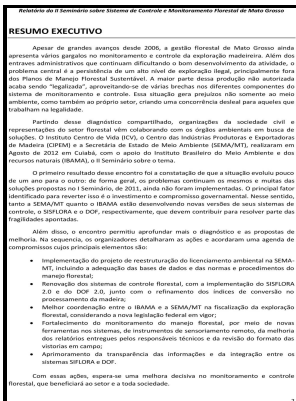 Relatório do II Seminário sobre Sistema de Controle e Monitoramento Florestal de Mato Grosso
RESUMO EXECUTIVO
Apesar de grandes avanços desde 2006, a gestão florestal de Mato Grosso ainda
apresenta vários gargalos no monitoramento e controle da exploração madeireira. Além dos
entraves administrativos que continuam dificultando o bom desenvolvimento da atividade, o
problema central é a persistência de um alto nível de exploração ilegal, principalmente fora
dos Planos de Manejo Florestal Sustentável. A maior parte dessa produção não autorizada
acaba sendo "legalizada", aproveitando-se de várias brechas nos diferentes componentes do
sistema de monitoramento e controle. Essa situação gera prejuízos não somente ao meio
ambiente, como também ao próprio setor, criando uma concorrência desleal para aqueles que
trabalham na legalidade.
Partindo desse diagnóstico compartilhado, organizações da sociedade civil e
representações do setor florestal vêm colaborando com os órgãos ambientais em busca de
soluções. O Instituto Centro de Vida (ICV), o Centro das Indústrias Produtoras e Exportadoras
de Madeira (CIPEM) e a Secretaria de Estado de Meio Ambiente (SEMA/MT), realizaram em
Agosto de 2012 em Cuiabá, com o apoio do Instituto Brasileiro do Meio Ambiente e dos
recursos naturais (IBAMA), o II Seminário sobre o tema.
O primeiro resultado desse encontro foi a constatação de que a situação evoluiu pouco
de um ano para o outro; de forma geral, os problemas continuam os mesmos e muitas das
soluções propostas no I Seminário, de 2011, ainda não foram implementadas. O principal fator
identificado para reverter isso é o investimento e compromisso governamental. Nesse sentido,
tanto a SEMA/MT quanto o IBAMA estão desenvolvendo novas versões de seus sistemas de
controle, o SISFLORA e o DOF, respectivamente, que devem contribuir para resolver parte das
fragilidades apontadas.
Além disso, o encontro permitiu aprofundar mais o diagnóstico e as propostas de
melhoria. Na sequencia, os organizadores detalharam as ações e acordaram uma agenda de
compromissos cujos principais elementos são:
• Implementação do projeto de reestruturação do licenciamento ambiental na SEMA-
MT, incluindo a adequação das bases de dados e das normas e procedimentos do
manejo florestal;
• Renovação dos sistemas de controle florestal, com a implementação do SISFLORA
2.0 e do DOF 2.0, junto com o refinamento dos índices de conversão no
processamento da madeira;
• Melhor coordenação entre o IBAMA e a SEMA/MT na fiscalização da exploração
florestal, considerando a nova legislação federal em vigor;
• Fortalecimento do monitoramento do manejo florestal, por meio de novas
ferramentas nos sistemas, de instrumentos de sensoriamento remoto, da melhoria
dos relatórios entregues pelos responsáveis técnicos e da revisão do formato das
vistorias em campo;
• Aprimoramento da transparência das informações e da integração entre os
sistemas SIFLORA e DOF.
Com essas ações, espera-se uma melhora decisiva no monitoramento e controle
florestal, que beneficiará ao setor e a toda sociedade.